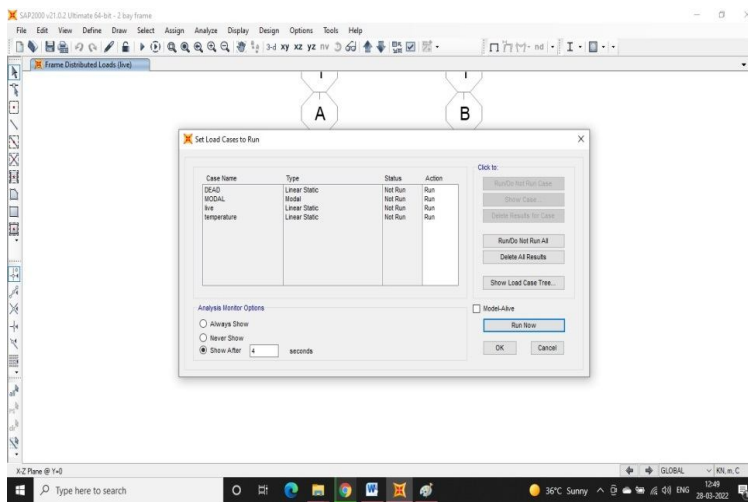 SAP2000 v21.0.2 Ultimate 64-bit - 2 bay frame
File Edit View Define Draw Select Assign Analyze Display Design Options Tools Help
3-d xy xz yz nv
nd
Frame Distributed Loads (live)
A B
Set Load Cases to Run
Case Name Type Status Action
DEAD Linear Static Not Run Run
MODAL Modal Not Run Run
live Linear Static Not Run Run
temperature Linear Static Not Run Run
Click to:
Run/Do Not Run Case
Show Case...
Delete Results for Case
Run/Do Not Run All
Delete All Results
Show Load Case Tree...
Analysis Monitor Options
Always Show
Never Show
Show After 4 seconds
Model-Alive
Run Now
OK Cancel
X-Z Plane @ Y=0
GLOBAL KN, m, C
Type here to search
36°C Sunny ENG
12:49
28-03-2022